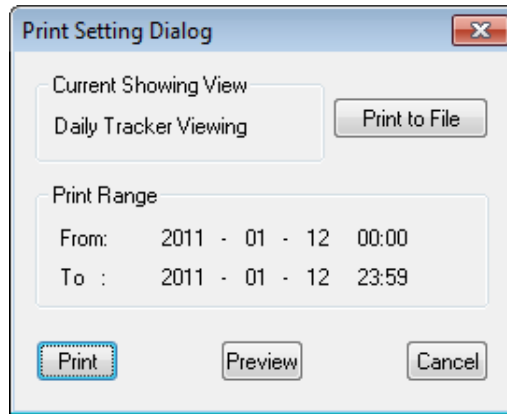 Print Setting Dialog
Current Showing View
Daily Tracker Viewing
Print to File
Print Range
From: 2011 - 01 - 12 00:00
To : 2011 - 01 - 12 23:59
Print Preview Cancel